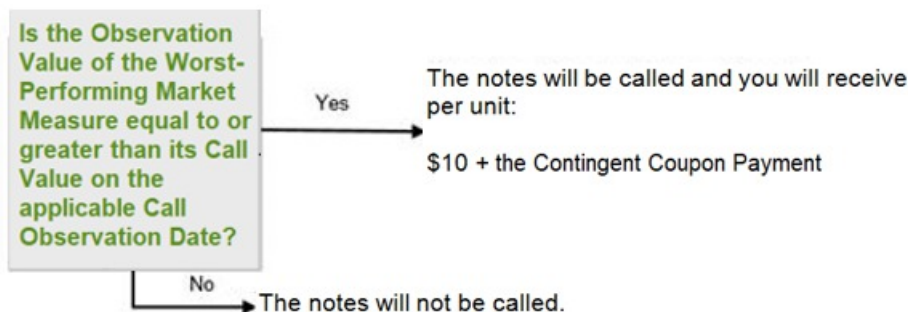 Is the Observation
Value of the Worst-
Performing Market
Measure equal to or
greater than its Call
Value on the
applicable Call
Observation Date?
Yes
The notes will be called and you will receive
per unit:
$10 + the Contingent Coupon Payment
No
The notes will not be called.